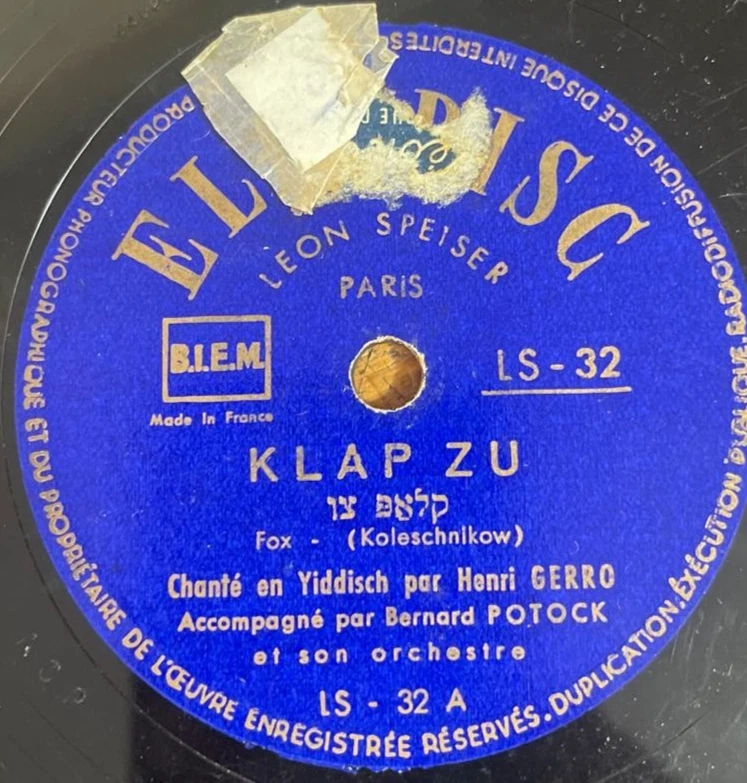 LEON SPEISER
PARIS
B.I.E.M.
Made In France
LS - 32
KLAP ZU
קלאפ צו
Fox - (Koleschnikow)
Chanté en Yiddisch par Henri GERRO
Accompagné par Bernard POTOCK
et son orchestre
LS - 32 A
PRODUCTEUR PHONOGRAPHIQUE ET DU PROPRIÉTAIRE DE L'ŒUVRE ENREGISTRÉE RÉSERVÉS. DUPLICATION. EXÉCUTION RADIODIFFUSION DE CE DISQUE INTERDITES